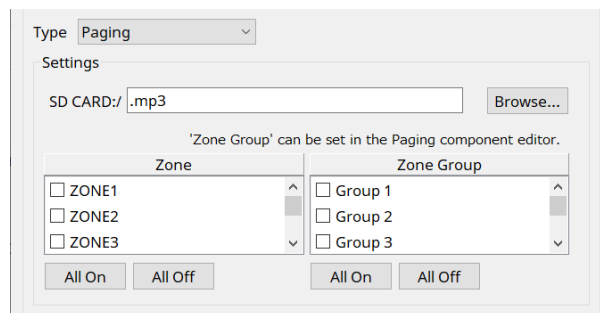 Type Paging
Settings
SD CARD:/ .mp3 Browse...
'Zone Group' can be set in the Paging component editor.
Zone Zone Group
ZONE1 Group 1
ZONE2 Group 2
ZONE3 Group 3
All On All Off All On All Off